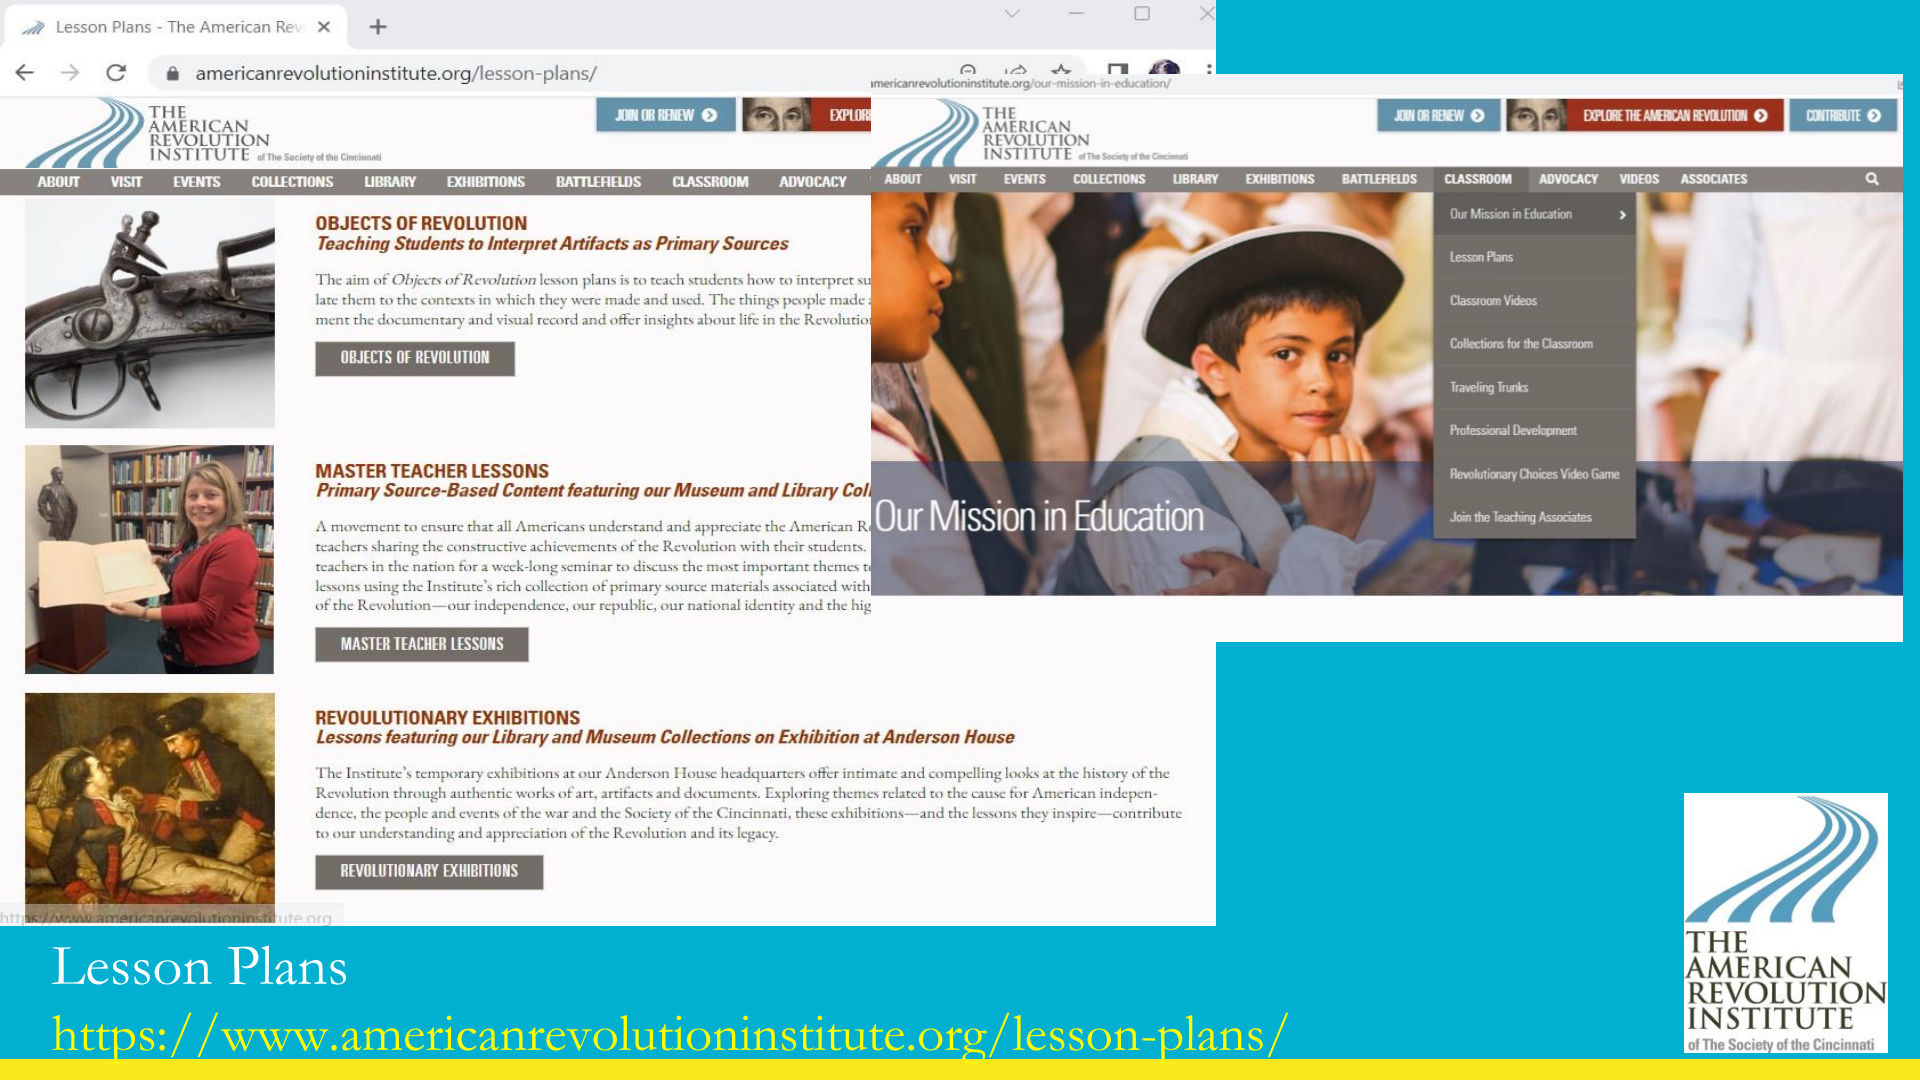 Lesson Plans - The American Rev
americanrevolutioninstitute.org/lesson-plans/
THE
AMERICAN
REVOLUTION
INSTITUTE of The Society of the Cincinnati
JOIN OR RENEW
EXPLOR
ABOUT VISIT EVENTS COLLECTIONS LIBRARY EXHIBITIONS BATTLEFIELDS CLASSROOM ADVOCACY
OBJECTS OF REVOLUTION
Teaching Students to Interpret Artifacts as Primary Sources
The aim of Objects of Revolution lesson plans is to teach students how to interpret su
late them to the contexts in which they were made and used. The things people made a
ment the documentary and visual record and offer insights about life in the Revolution
OBJECTS OF REVOLUTION
MASTER TEACHER LESSONS
Primary Source-Based Content featuring our Museum and Library Coll
A movement to ensure that all Americans understand and appreciate the American Re
teachers sharing the constructive achievements of the Revolution with their students.
teachers in the nation for a week-long seminar to discuss the most important themes to
lessons using the Institute's rich collection of primary source materials associated with
of the Revolution—our independence, our republic, our national identity and the hig
MASTER TEACHER LESSONS
REVOULUTIONARY EXHIBITIONS
Lessons featuring our Library and Museum Collections on Exhibition at Anderson House
The Institute's temporary exhibitions at our Anderson House headquarters offer intimate and compelling looks at the history of the
Revolution through authentic works of art, artifacts and documents. Exploring themes related to the cause for American indepen-
dence, the people and events of the war and the Society of the Cincinnati, these exhibitions—and the lessons they inspire—contribute
to our understanding and appreciation of the Revolution and its legacy.
REVOLUTIONARY EXHIBITIONS
https://www.americanrevolutioninstitute.org
mericanrevolutioninstitute.org/our-mission-in-education/
THE
AMERICAN
REVOLUTION
INSTITUTE of The Society of the Cincinnati
JOIN OR RENEW
EXPLORE THE AMERICAN REVOLUTION
CONTRIBUTE
ABOUT VISIT EVENTS COLLECTIONS LIBRARY EXHIBITIONS BATTLEFIELDS CLASSROOM ADVOCACY VIDEOS ASSOCIATES
Our Mission in Education
Lesson Plans
Classroom Videos
Collections for the Classroom
Traveling Trunks
Professional Development
Revolutionary Choices Video Game
Join the Teaching Associates
Our Mission in Education
Lesson Plans
https://www.americanrevolutioninstitute.org/lesson-plans/
THE
AMERICAN
REVOLUTION
INSTITUTE
of The Society of the Cincinnati